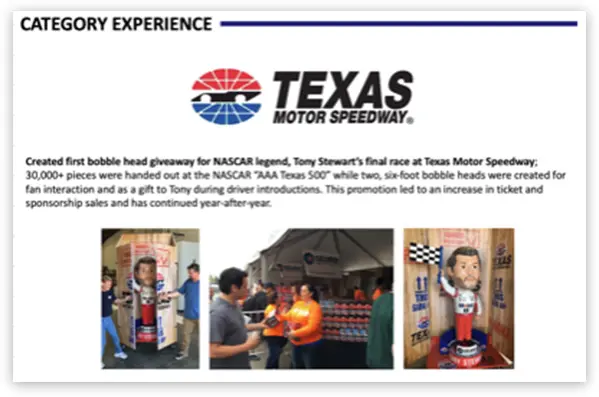 CATEGORY EXPERIENCE
TEXAS
MOTOR SPEEDWAY®
Created first bobble head giveaway for NASCAR legend, Tony Stewart's final race at Texas Motor Speedway;
30,000+ pieces were handed out at the NASCAR "AAA Texas 500" while two, six-foot bobble heads were created for
fan interaction and as a gift to Tony during driver introductions. This promotion led to an increase in ticket and
sponsorship sales and has continued year-after-year.
TEXAS
THIS
TEXAS